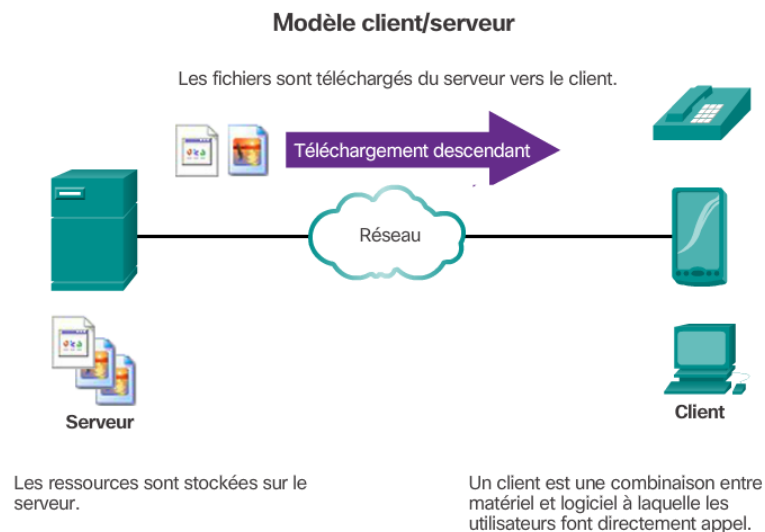 Modèle client/serveur
Les fichiers sont téléchargés du serveur vers le client.
Téléchargement descendant
Réseau
Serveur
Client
Les ressources sont stockées sur le
serveur.
Un client est une combinaison entre
matériel et logiciel à laquelle les
utilisateurs font directement appel.